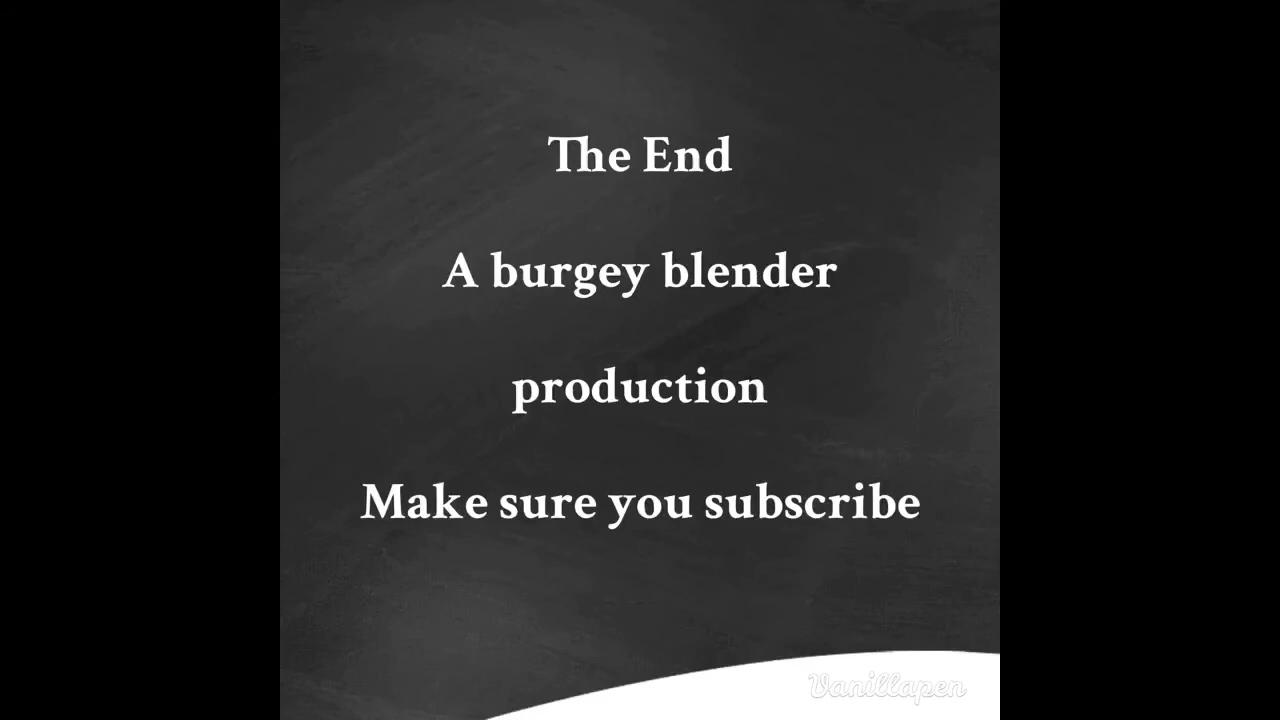 The End
A burgey blender
production
Make sure you subscribe
Vanillapen